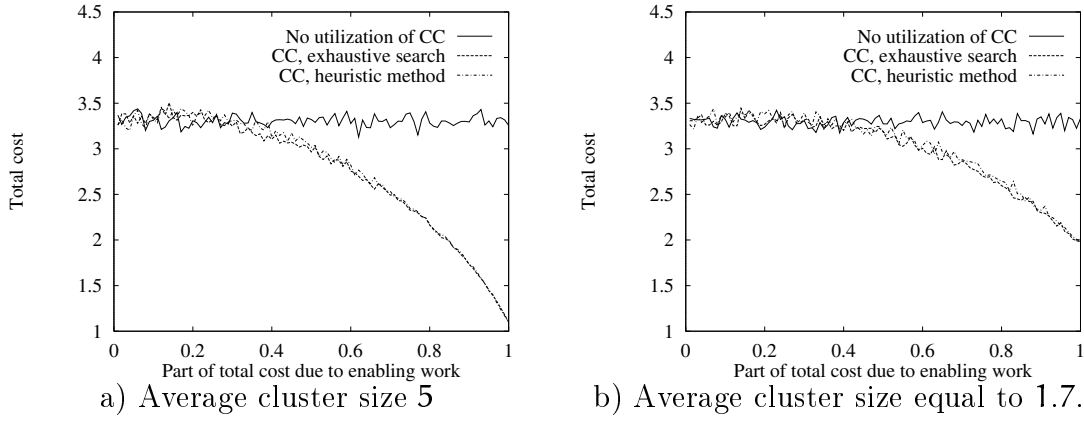 4.5
4
3.5
3
2.5
2
1.5
1
Total cost
No utilization of CC
CC, exhaustive search
CC, heuristic method
0 0.2 0.4 0.6 0.8 1
Part of total cost due to enabling work
a) Average cluster size 5
4.5
4
3.5
3
2.5
2
1.5
1
Total cost
No utilization of CC
CC, exhaustive search
CC, heuristic method
0 0.2 0.4 0.6 0.8 1
Part of total cost due to enabling work
b) Average cluster size equal to 1.7.